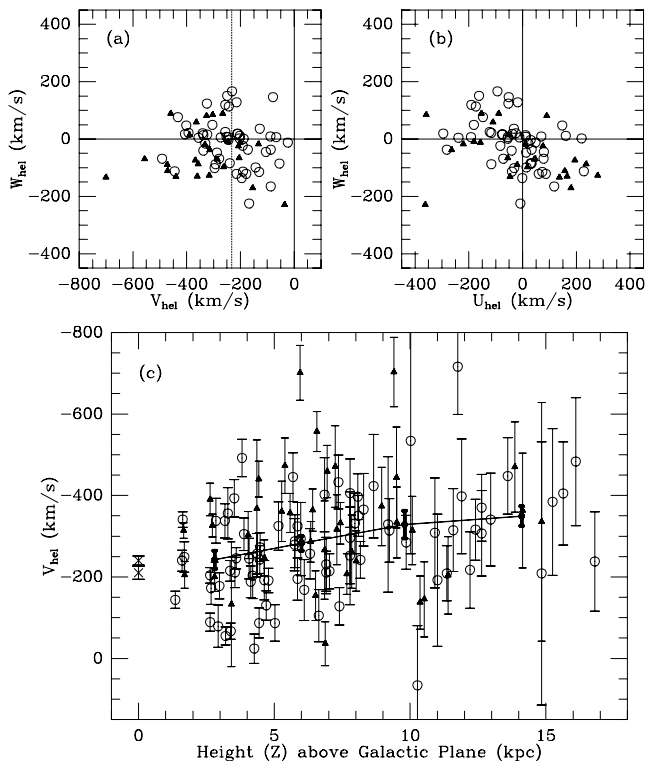 (a)
(b)
400
200
0
−200
−400
W_hel (km/s)
400
200
0
−200
−400
W_hel (km/s)
−800 −600 −400 −200 0
V_hel (km/s)
−400 −200 0 200 400
U_hel (km/s)
(c)
−800
−600
−400
−200
0
V_hel (km/s)
0 5 10 15
Height (Z) above Galactic Plane (kpc)